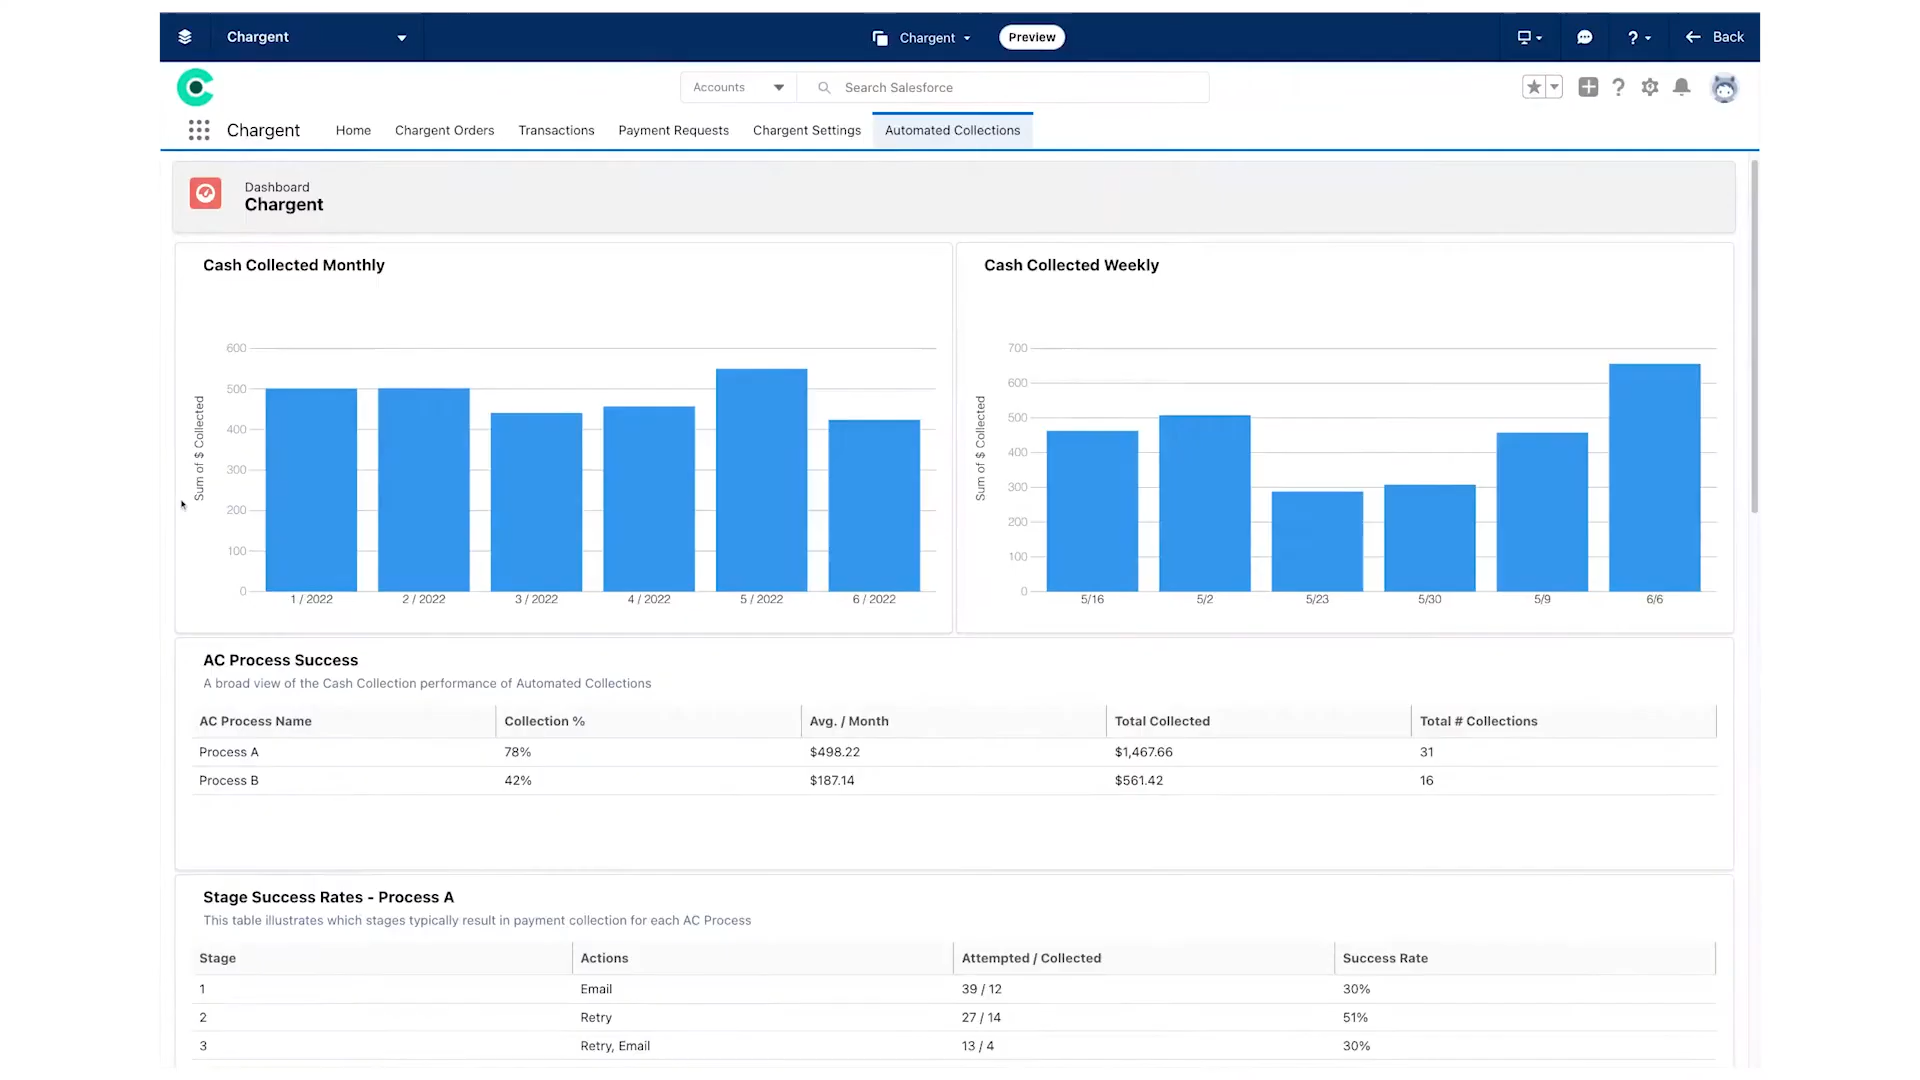 Chargent
Chargent
Preview
?
Back
Accounts
Search Salesforce
Chargent
Home
Chargent Orders
Transactions
Payment Requests
Chargent Settings
Automated Collections
Dashboard
Chargent
Cash Collected Monthly
Sum of $ Collected
600
500
400
300
200
100
0
1 / 2022
2 / 2022
3 / 2022
4 / 2022
5 / 2022
6 / 2022
Cash Collected Weekly
Sum of $ Collected
700
600
500
400
300
200
100
0
5/16
5/2
5/23
5/30
5/9
6/6
AC Process Success
A broad view of the Cash Collection performance of Automated Collections
AC Process Name Collection % Avg. / Month Total Collected Total # Collections
Process A 78% $498.22 $1,467.66 31
Process B 42% $187.14 $561.42 16
Stage Success Rates - Process A
This table illustrates which stages typically result in payment collection for each AC Process
Stage Actions Attempted / Collected Success Rate
1 Email 39 / 12 30%
2 Retry 27 / 14 51%
3 Retry, Email 13 / 4 30%